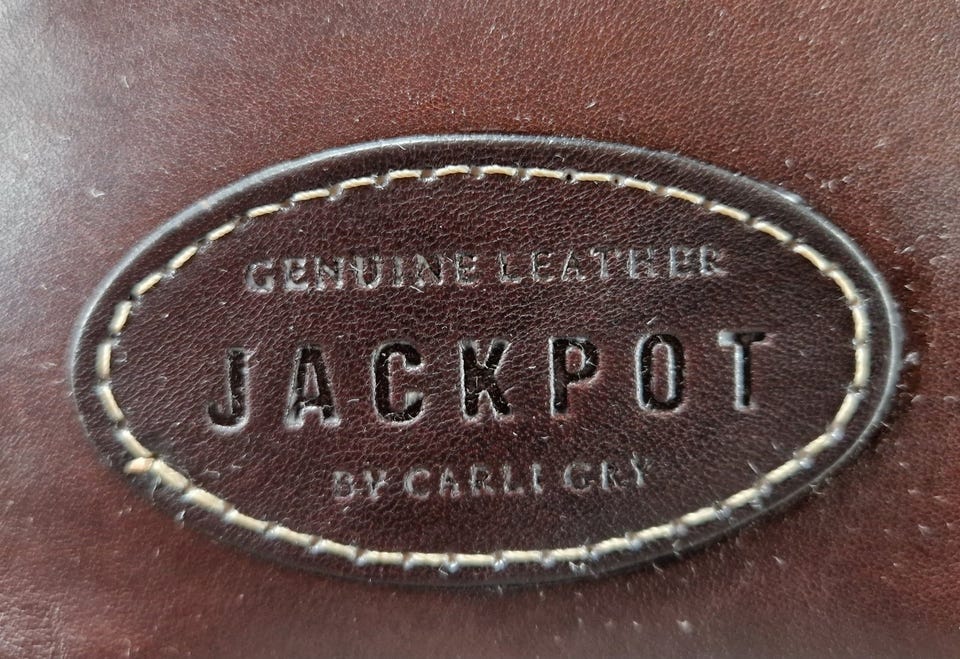 GENUINE LEATHER
JACKPOT
BY CARLI GRY